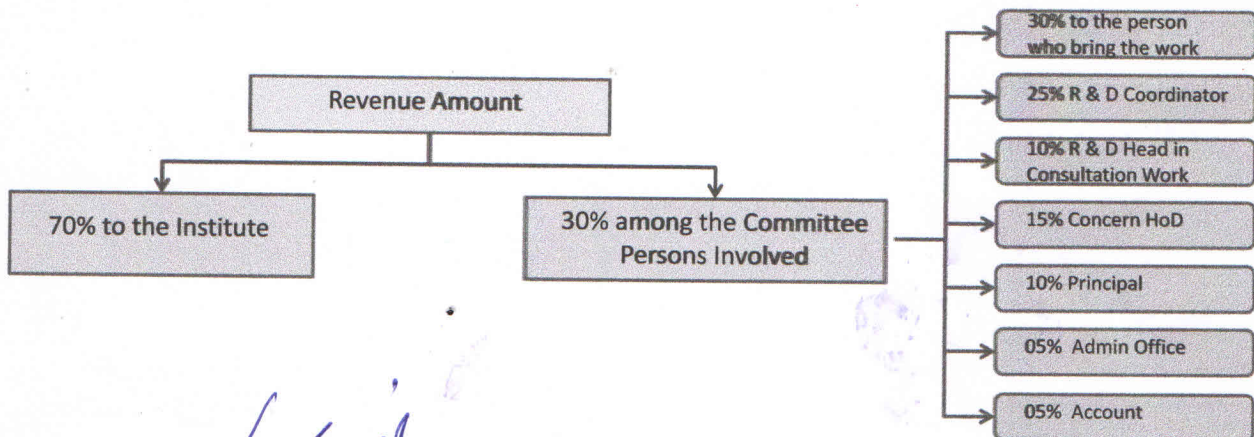 Revenue Amount
70% to the Institute
30% among the Committee
Persons Involved
30% to the person
who bring the work
25% R & D Coordinator
10% R & D Head in
Consultation Work
15% Concern HoD
10% Principal
05% Admin Office
05% Account